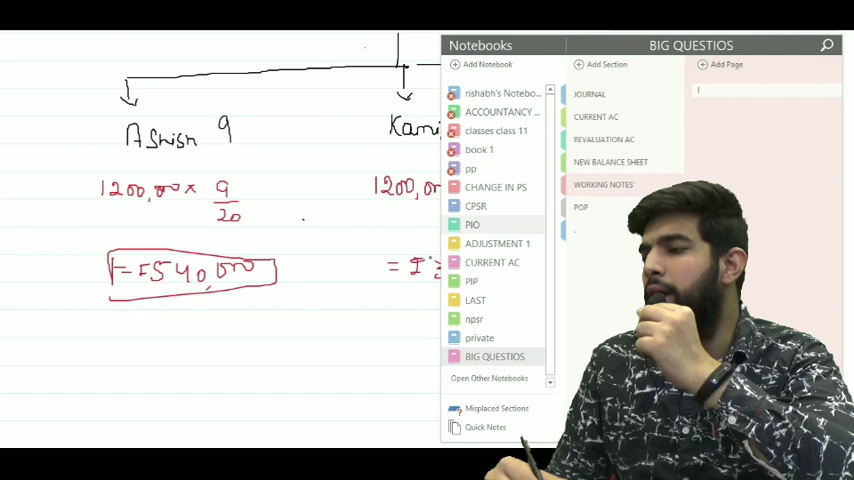 Ashish 9
Kami
1200,000 × 9/20
1200,00
= 540,000
=
Notebooks
BIG QUESTIOS
Add Notebook
Add Section
Add Page
rishabh's Notebo...
ACCOUNTANCY ...
classes class 11
book 1
pp
CHANGE IN PS
CPSR
PIO
ADJUSTMENT 1
CURRENT AC
PIP
LAST
npsr
private
BIG QUESTIOS
Open Other Notebooks
Misplaced Sections
Quick Notes
JOURNAL
CURRENT AC
REVALUATION AC
NEW BALANCE SHEET
WORKING NOTES'
POP
.
I